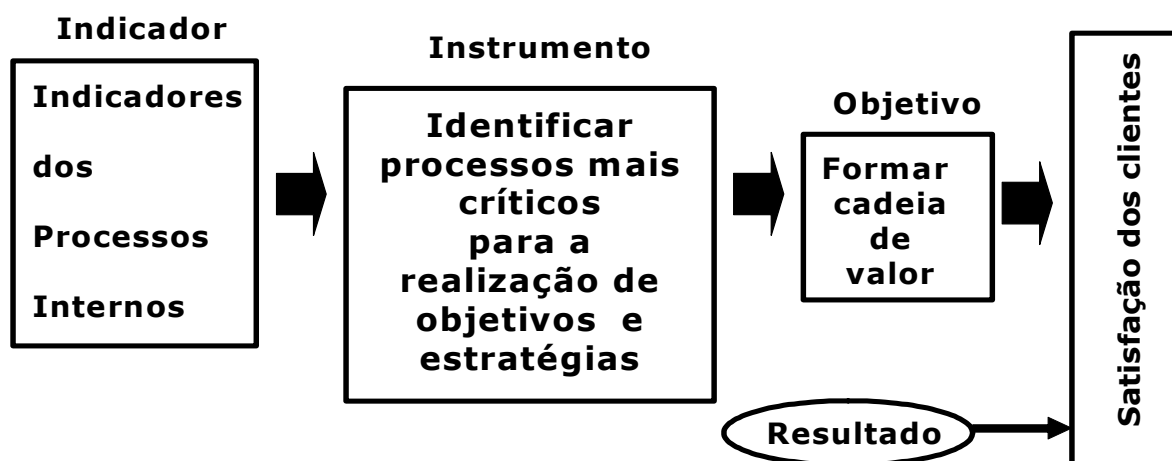 Indicador
Indicadores
dos
Processos
Internos
Instrumento
Identificar
processos mais
críticos
para a
realização de
objetivos e
estratégias
Objetivo
Formar
cadeia
de
valor
Satisfação dos clientes
Resultado